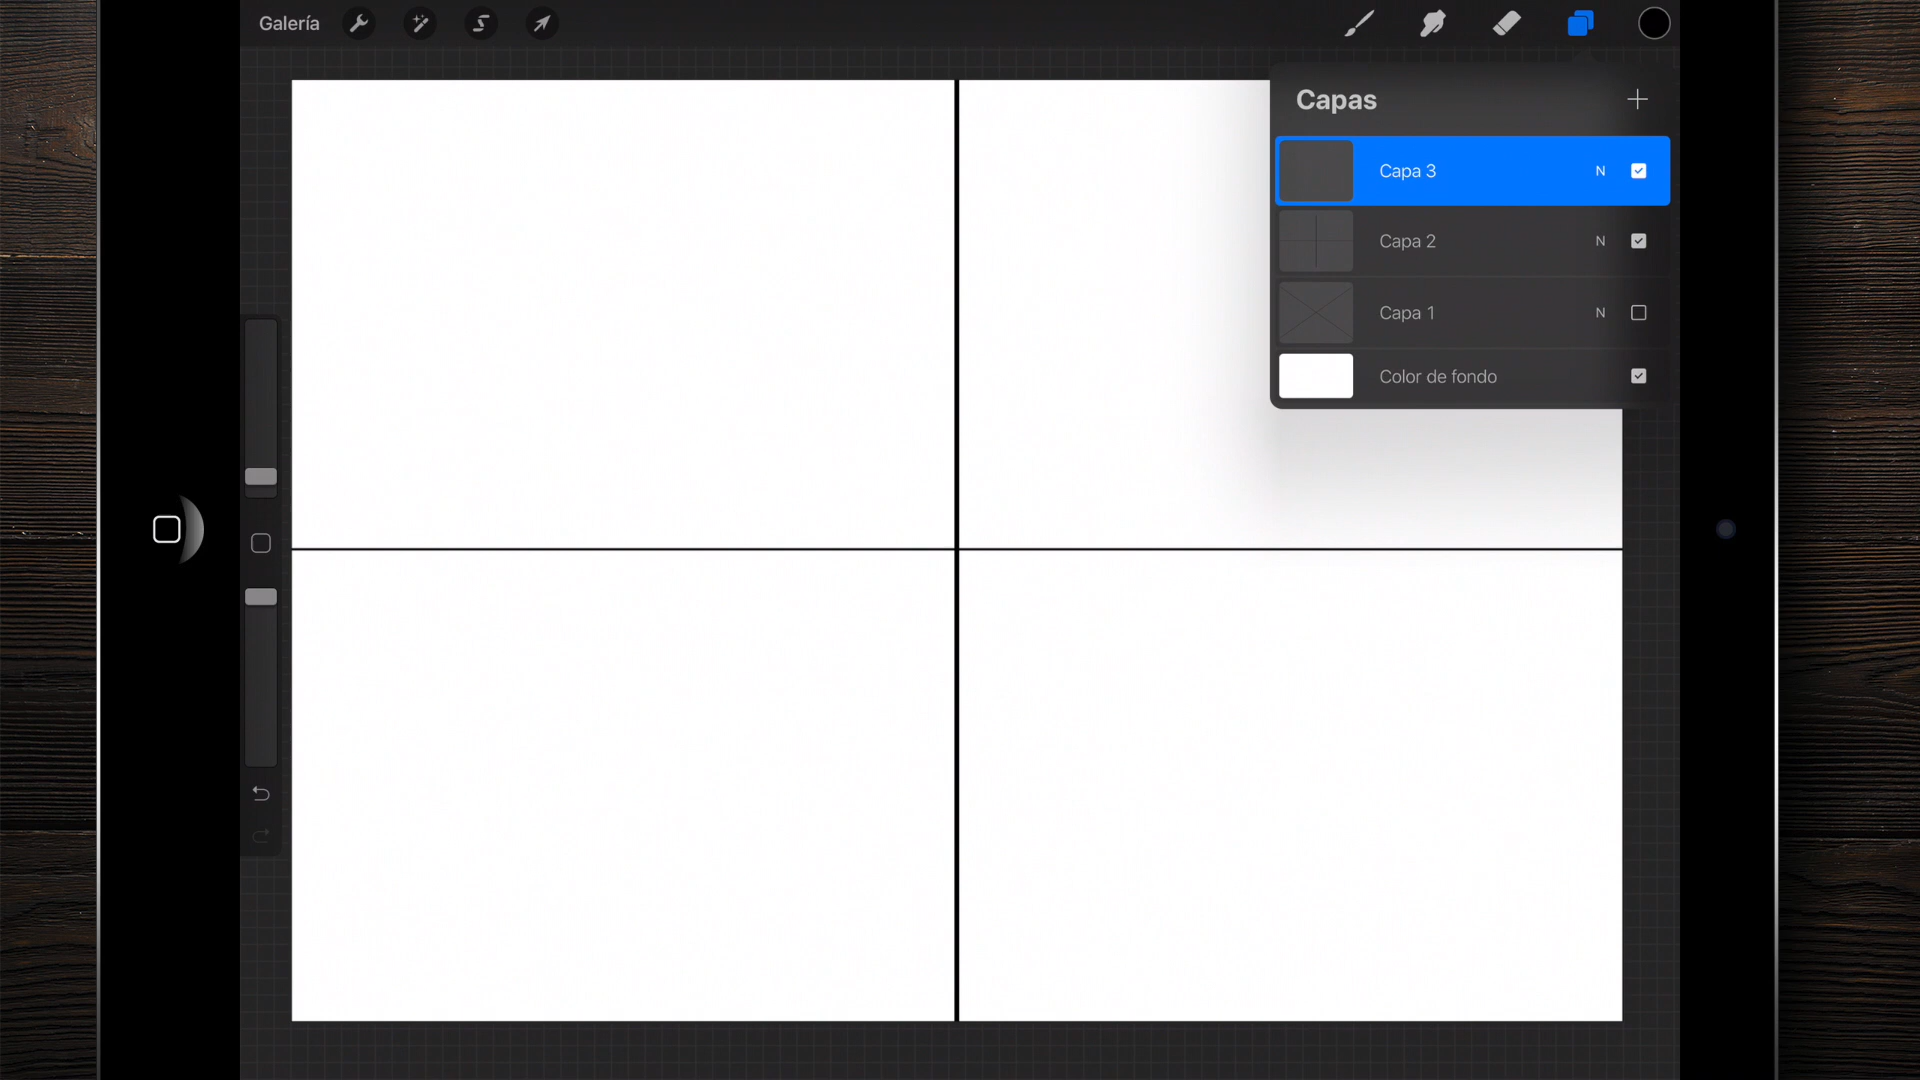 Galería
Capas
Capa 3 N
Capa 2 N
Capa 1 N
Color de fondo